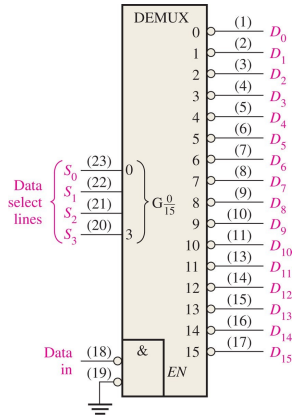 DEMUX
0 (1) D0
1 (2) D1
2 (3) D2
3 (4) D3
4 (5) D4
5 (6) D5
6 (7) D6
7 (8) D7
8 (9) D8
9 (10) D9
10 (11) D10
11 (13) D11
12 (14) D12
13 (15) D13
14 (16) D14
15 (17) D15
Data
select
lines
S0 (23) 0
S1 (22)
S2 (21)
S3 (20) 3
G 0/15
Data
in
(18)
(19)
&
EN